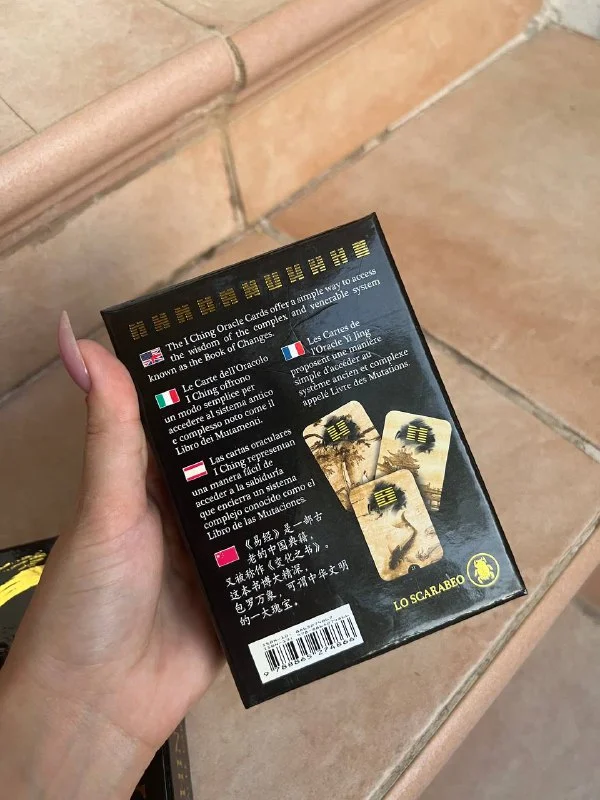 The I Ching Oracle Cards offer a simple way to access
the wisdom of the complex and venerable system
known as the Book of Changes.
Le Carte dell'Oracolo
I Ching offrono
un modo semplice per
accedere al sistema antico
e complesso noto come il
Libro dei Mutamenti.
Les Cartes de
l'Oracle Yi Jing
proposent une manière
simple d'accéder au
système ancien et complexe
appelé Livre des Mutations.
Las cartas oraculares
I Ching representan
una manera fácil de
acceder a la sabiduría
que encierra un sistema
complejo conocido como el
Libro de las Mutaciones.
《易经》是一部古
老的中国典籍，
又被称作《变化之书》。
这本书博大精深，
包罗万象，可谓中华文明
的一大瑰宝。
LO SCARABEO
9 788865 274866